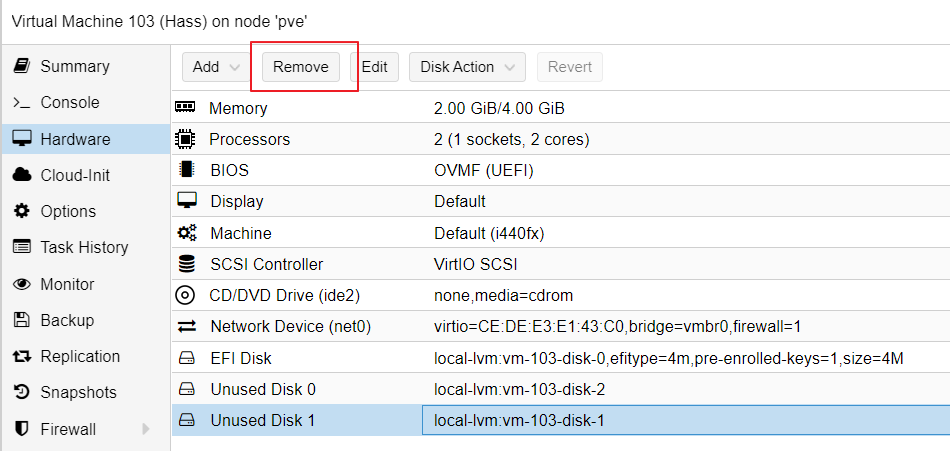 Virtual Machine 103 (Hass) on node 'pve'
Summary
Console
Hardware
Cloud-Init
Options
Task History
Monitor
Backup
Replication
Snapshots
Firewall
Add Remove Edit Disk Action Revert
Memory 2.00 GiB/4.00 GiB
Processors 2 (1 sockets, 2 cores)
BIOS OVMF (UEFI)
Display Default
Machine Default (i440fx)
SCSI Controller VirtIO SCSI
CD/DVD Drive (ide2) none,media=cdrom
Network Device (net0) virtio=CE:DE:E3:E1:43:C0,bridge=vmbr0,firewall=1
EFI Disk local-lvm:vm-103-disk-0,efitype=4m,pre-enrolled-keys=1,size=4M
Unused Disk 0 local-lvm:vm-103-disk-2
Unused Disk 1 local-lvm:vm-103-disk-1